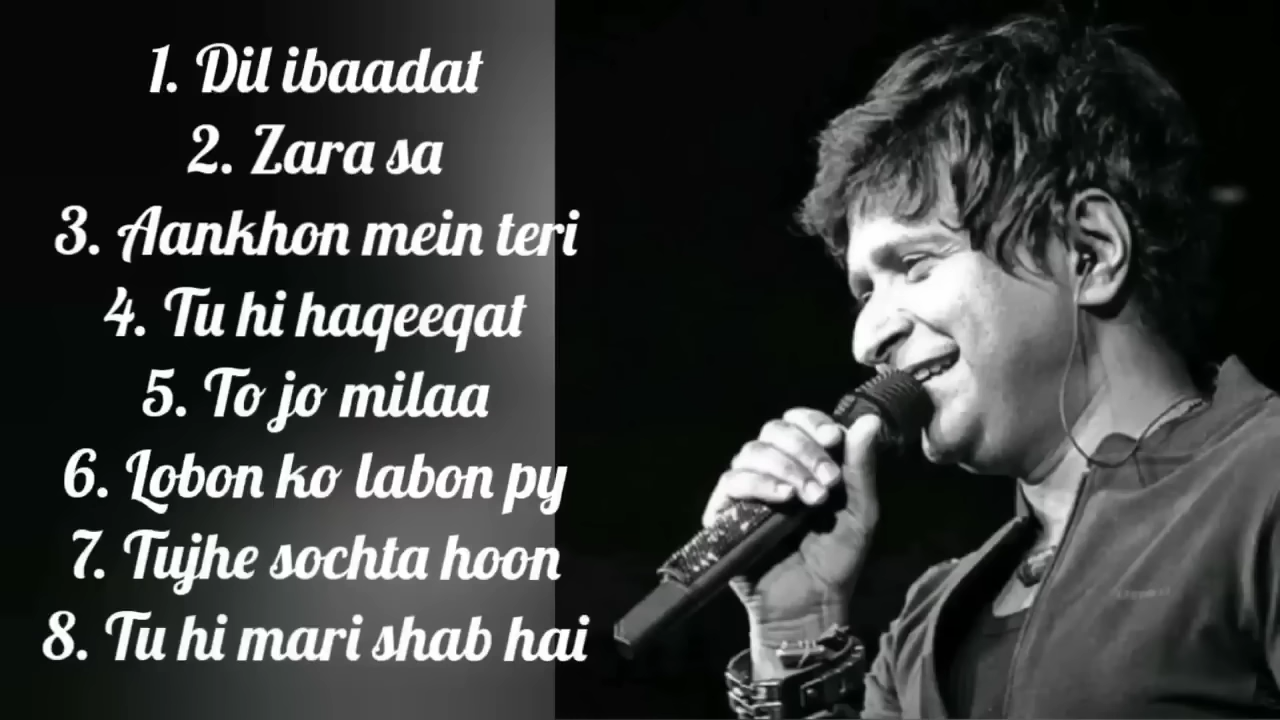 1. Dil ibaadat
2. Zara sa
3. Aankhon mein teri
4. Tu hi haqeeqat
5. To jo milaa
6. Lobon ko labon py
7. Tujhe sochta hoon
8. Tu hi mari shab hai